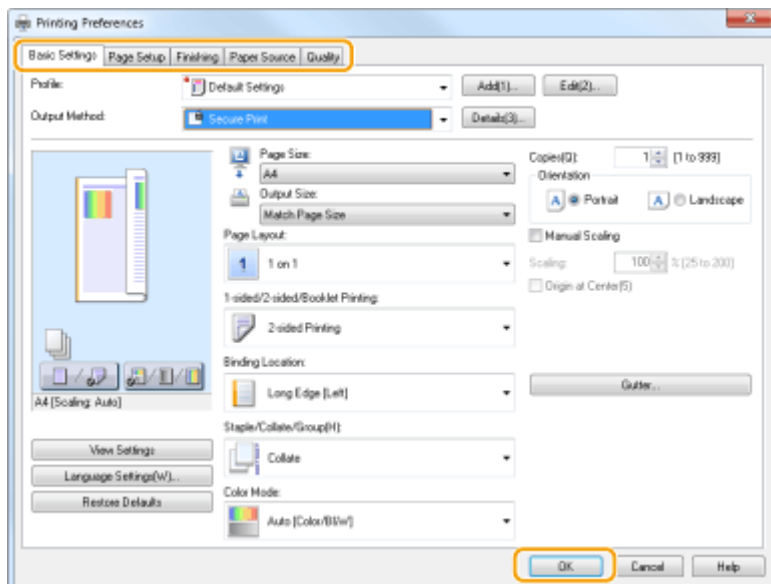 Printing Preferences
Basic Settings Page Setup Finishing Paper Source Quality
Profile: Default Settings Add(1)... Edit(2)...
Output Method: Secure Print Details(3)...
Page Size:
A4
Output Size:
Match Page Size
Page Layout:
1 1 on 1
1-sided/2-sided/Booklet Printing:
2-sided Printing
Binding Location:
Long Edge [Left]
Staple/Collate/Group(H):
Collate
Color Mode:
Auto [Color/B&W]
Copies(Q): 1 [1 to 999]
Orientation
A Portrait A Landscape
Manual Scaling
Scaling: 100 % [25 to 200]
Origin at Center(5)
Gutter...
A4 [Scaling: Auto]
View Settings
Language Settings(W)...
Restore Defaults
OK Cancel Help